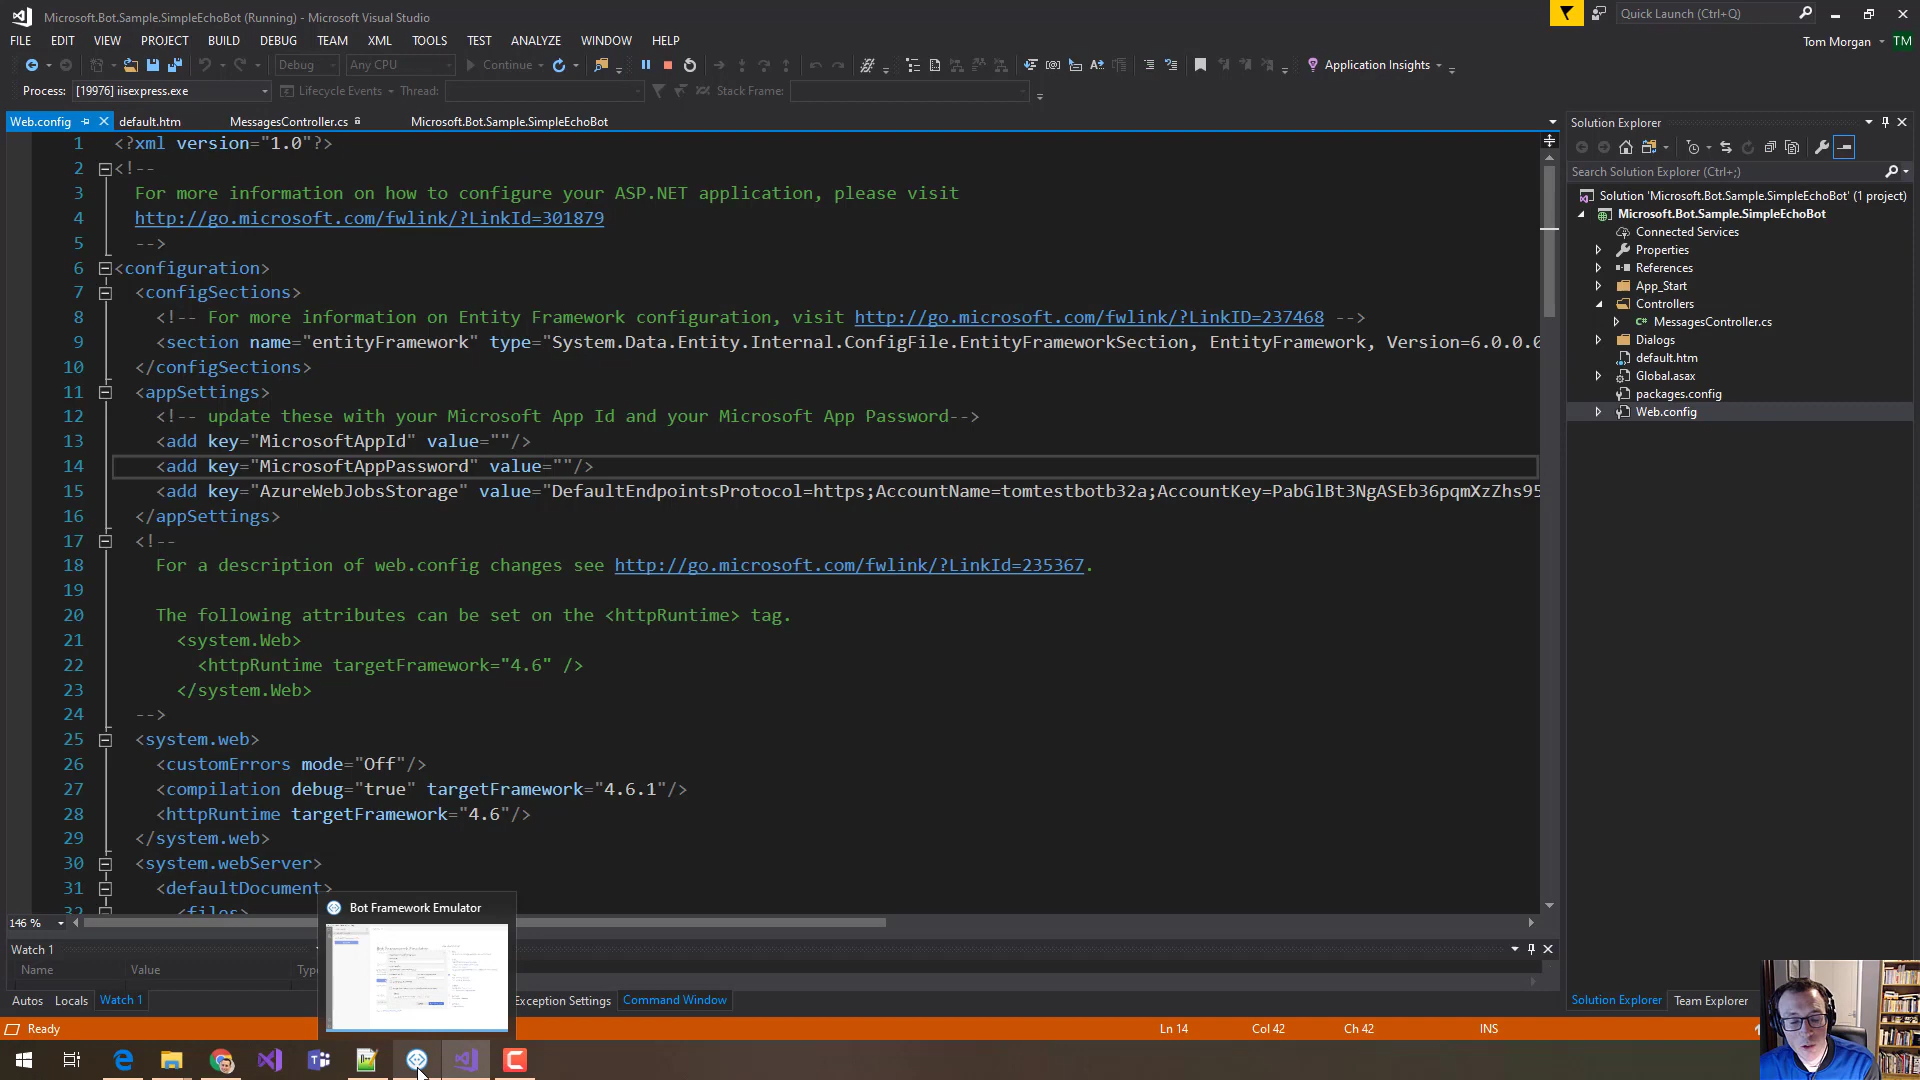 Microsoft.Bot.Sample.SimpleEchoBot (Running) - Microsoft Visual Studio
Quick Launch (Ctrl+Q)
FILE EDIT VIEW PROJECT BUILD DEBUG TEAM XML TOOLS TEST ANALYZE WINDOW HELP
Tom Morgan TM
Debug Any CPU Continue Application Insights
Process: [19976] iisexpress.exe Lifecycle Events Thread: Stack Frame:
Web.config default.htm MessagesController.cs Microsoft.Bot.Sample.SimpleEchoBot
1 <?xml version="1.0"?>
2 <!--
3 For more information on how to configure your ASP.NET application, please visit
4 http://go.microsoft.com/fwlink/?LinkId=301879
5 -->
6 <configuration>
7 <configSections>
8 <!-- For more information on Entity Framework configuration, visit http://go.microsoft.com/fwlink/?LinkID=237468 -->
9 <section name="entityFramework" type="System.Data.Entity.Internal.ConfigFile.EntityFrameworkSection, EntityFramework, Version=6.0.0.0
10 </configSections>
11 <appSettings>
12 <!-- update these with your Microsoft App Id and your Microsoft App Password-->
13 <add key="MicrosoftAppId" value=""/>
14 <add key="MicrosoftAppPassword" value=""/>
15 <add key="AzureWebJobsStorage" value="DefaultEndpointsProtocol=https;AccountName=tomtestbotb32a;AccountKey=PabGlBt3NgASEb36pqmXzZhs95
16 </appSettings>
17 <!--
18 For a description of web.config changes see http://go.microsoft.com/fwlink/?LinkId=235367.
19
20 The following attributes can be set on the <httpRuntime> tag.
21 <system.Web>
22 <httpRuntime targetFramework="4.6" />
23 </system.Web>
24 -->
25 <system.web>
26 <customErrors mode="Off"/>
27 <compilation debug="true" targetFramework="4.6.1"/>
28 <httpRuntime targetFramework="4.6"/>
29 </system.web>
30 <system.webServer>
31 <defaultDocument>
32 <files>
146 %
Bot Framework Emulator
Watch 1
Name Value
Autos Locals Watch 1 Exception Settings Command Window
Solution Explorer
Search Solution Explorer (Ctrl+;)
Solution 'Microsoft.Bot.Sample.SimpleEchoBot' (1 project)
Microsoft.Bot.Sample.SimpleEchoBot
Connected Services
Properties
References
App_Start
Controllers
C# MessagesController.cs
Dialogs
default.htm
Global.asax
packages.config
Web.config
Solution Explorer Team Explorer
Ready Ln 14 Col 42 Ch 42 INS